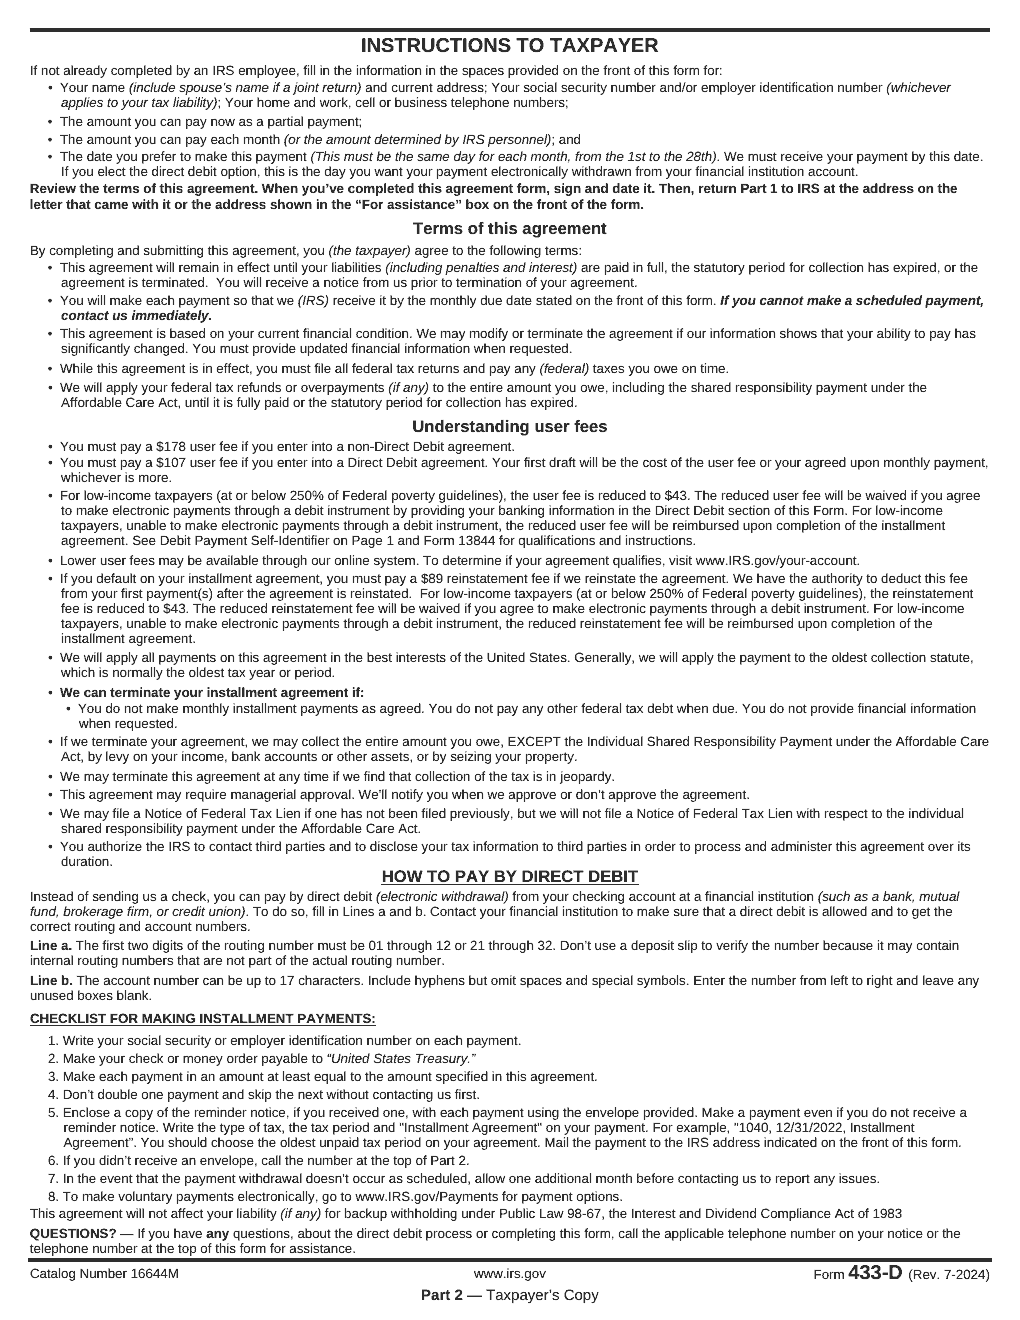 INSTRUCTIONS TO TAXPAYER
If not already completed by an IRS employee, fill in the information in the spaces provided on the front of this form for:
• Your name (include spouse's name if a joint return) and current address; Your social security number and/or employer identification number (whichever
applies to your tax liability); Your home and work, cell or business telephone numbers;
• The amount you can pay now as a partial payment;
• The amount you can pay each month (or the amount determined by IRS personnel); and
• The date you prefer to make this payment (This must be the same day for each month, from the 1st to the 28th). We must receive your payment by this date.
If you elect the direct debit option, this is the day you want your payment electronically withdrawn from your financial institution account.
Review the terms of this agreement. When you've completed this agreement form, sign and date it. Then, return Part 1 to IRS at the address on the
letter that came with it or the address shown in the “For assistance” box on the front of the form.
Terms of this agreement
By completing and submitting this agreement, you (the taxpayer) agree to the following terms:
• This agreement will remain in effect until your liabilities (including penalties and interest) are paid in full, the statutory period for collection has expired, or the
agreement is terminated. You will receive a notice from us prior to termination of your agreement.
• You will make each payment so that we (IRS) receive it by the monthly due date stated on the front of this form. If you cannot make a scheduled payment,
contact us immediately.
• This agreement is based on your current financial condition. We may modify or terminate the agreement if our information shows that your ability to pay has
significantly changed. You must provide updated financial information when requested.
• While this agreement is in effect, you must file all federal tax returns and pay any (federal) taxes you owe on time.
• We will apply your federal tax refunds or overpayments (if any) to the entire amount you owe, including the shared responsibility payment under the
Affordable Care Act, until it is fully paid or the statutory period for collection has expired.
Understanding user fees
• You must pay a $178 user fee if you enter into a non-Direct Debit agreement.
• You must pay a $107 user fee if you enter into a Direct Debit agreement. Your first draft will be the cost of the user fee or your agreed upon monthly payment,
whichever is more.
• For low-income taxpayers (at or below 250% of Federal poverty guidelines), the user fee is reduced to $43. The reduced user fee will be waived if you agree
to make electronic payments through a debit instrument by providing your banking information in the Direct Debit section of this Form. For low-income
taxpayers, unable to make electronic payments through a debit instrument, the reduced user fee will be reimbursed upon completion of the installment
agreement. See Debit Payment Self-Identifier on Page 1 and Form 13844 for qualifications and instructions.
• Lower user fees may be available through our online system. To determine if your agreement qualifies, visit www.IRS.gov/your-account.
• If you default on your installment agreement, you must pay a $89 reinstatement fee if we reinstate the agreement. We have the authority to deduct this fee
from your first payment(s) after the agreement is reinstated. For low-income taxpayers (at or below 250% of Federal poverty guidelines), the reinstatement
fee is reduced to $43. The reduced reinstatement fee will be waived if you agree to make electronic payments through a debit instrument. For low-income
taxpayers, unable to make electronic payments through a debit instrument, the reduced reinstatement fee will be reimbursed upon completion of the
installment agreement.
• We will apply all payments on this agreement in the best interests of the United States. Generally, we will apply the payment to the oldest collection statute,
which is normally the oldest tax year or period.
• We can terminate your installment agreement if:
• You do not make monthly installment payments as agreed. You do not pay any other federal tax debt when due. You do not provide financial information
when requested.
• If we terminate your agreement, we may collect the entire amount you owe, EXCEPT the Individual Shared Responsibility Payment under the Affordable Care
Act, by levy on your income, bank accounts or other assets, or by seizing your property.
• We may terminate this agreement at any time if we find that collection of the tax is in jeopardy.
• This agreement may require managerial approval. We'll notify you when we approve or don't approve the agreement.
• We may file a Notice of Federal Tax Lien if one has not been filed previously, but we will not file a Notice of Federal Tax Lien with respect to the individual
shared responsibility payment under the Affordable Care Act.
• You authorize the IRS to contact third parties and to disclose your tax information to third parties in order to process and administer this agreement over its
duration.
HOW TO PAY BY DIRECT DEBIT
Instead of sending us a check, you can pay by direct debit (electronic withdrawal) from your checking account at a financial institution (such as a bank, mutual
fund, brokerage firm, or credit union). To do so, fill in Lines a and b. Contact your financial institution to make sure that a direct debit is allowed and to get the
correct routing and account numbers.
Line a. The first two digits of the routing number must be 01 through 12 or 21 through 32. Don't use a deposit slip to verify the number because it may contain
internal routing numbers that are not part of the actual routing number.
Line b. The account number can be up to 17 characters. Include hyphens but omit spaces and special symbols. Enter the number from left to right and leave any
unused boxes blank.
CHECKLIST FOR MAKING INSTALLMENT PAYMENTS:
1. Write your social security or employer identification number on each payment.
2. Make your check or money order payable to “United States Treasury.”
3. Make each payment in an amount at least equal to the amount specified in this agreement.
4. Don't double one payment and skip the next without contacting us first.
5. Enclose a copy of the reminder notice, if you received one, with each payment using the envelope provided. Make a payment even if you do not receive a
reminder notice. Write the type of tax, the tax period and "Installment Agreement" on your payment. For example, "1040, 12/31/2022, Installment
Agreement”. You should choose the oldest unpaid tax period on your agreement. Mail the payment to the IRS address indicated on the front of this form.
6. If you didn't receive an envelope, call the number at the top of Part 2.
7. In the event that the payment withdrawal doesn't occur as scheduled, allow one additional month before contacting us to report any issues.
8. To make voluntary payments electronically, go to www.IRS.gov/Payments for payment options.
This agreement will not affect your liability (if any) for backup withholding under Public Law 98-67, the Interest and Dividend Compliance Act of 1983
QUESTIONS? — If you have any questions, about the direct debit process or completing this form, call the applicable telephone number on your notice or the
telephone number at the top of this form for assistance.
Catalog Number 16644M www.irs.gov Form 433-D (Rev. 7-2024)
Part 2 — Taxpayer's Copy